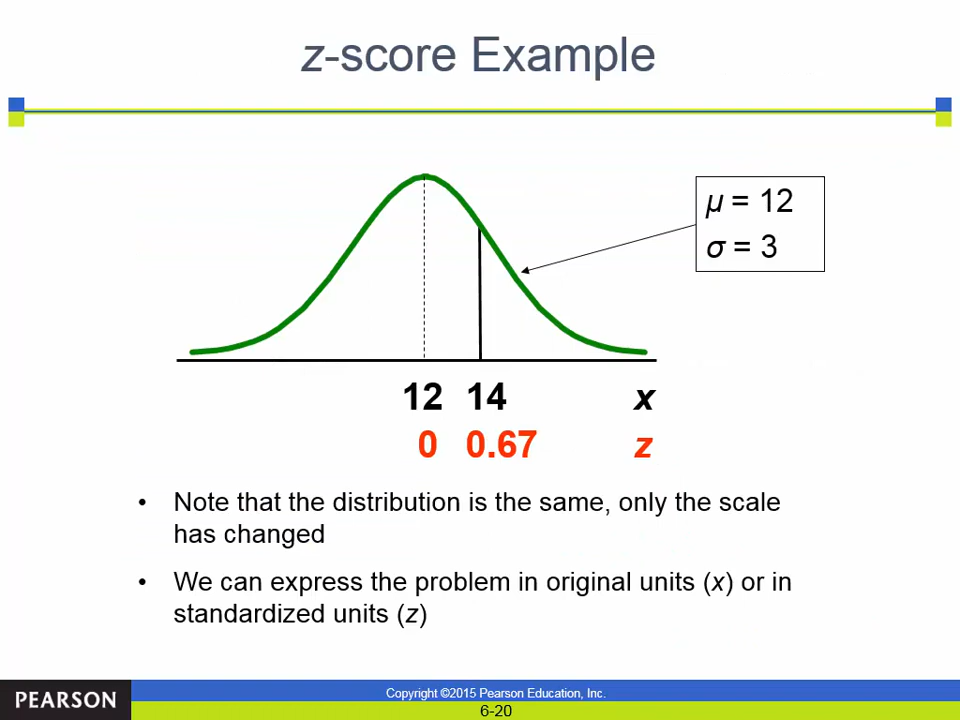 z-score Example
μ = 12
σ = 3
12 14 x
0 0.67 z
• Note that the distribution is the same, only the scale
has changed
• We can express the problem in original units (x) or in
standardized units (z)
PEARSON
Copyright ©2015 Pearson Education, Inc.
6-20